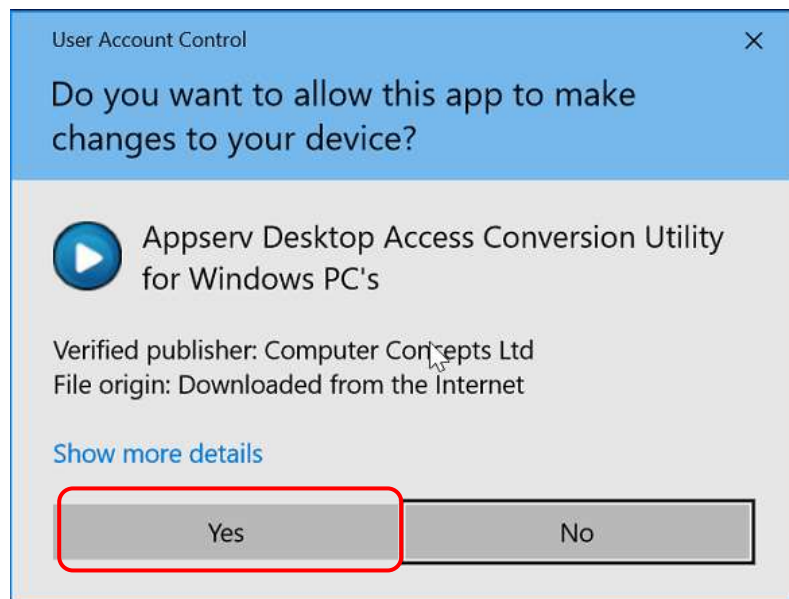 User Account Control
Do you want to allow this app to make
changes to your device?
Appserv Desktop Access Conversion Utility
for Windows PC's
Verified publisher: Computer Concepts Ltd
File origin: Downloaded from the Internet
Show more details
Yes
No